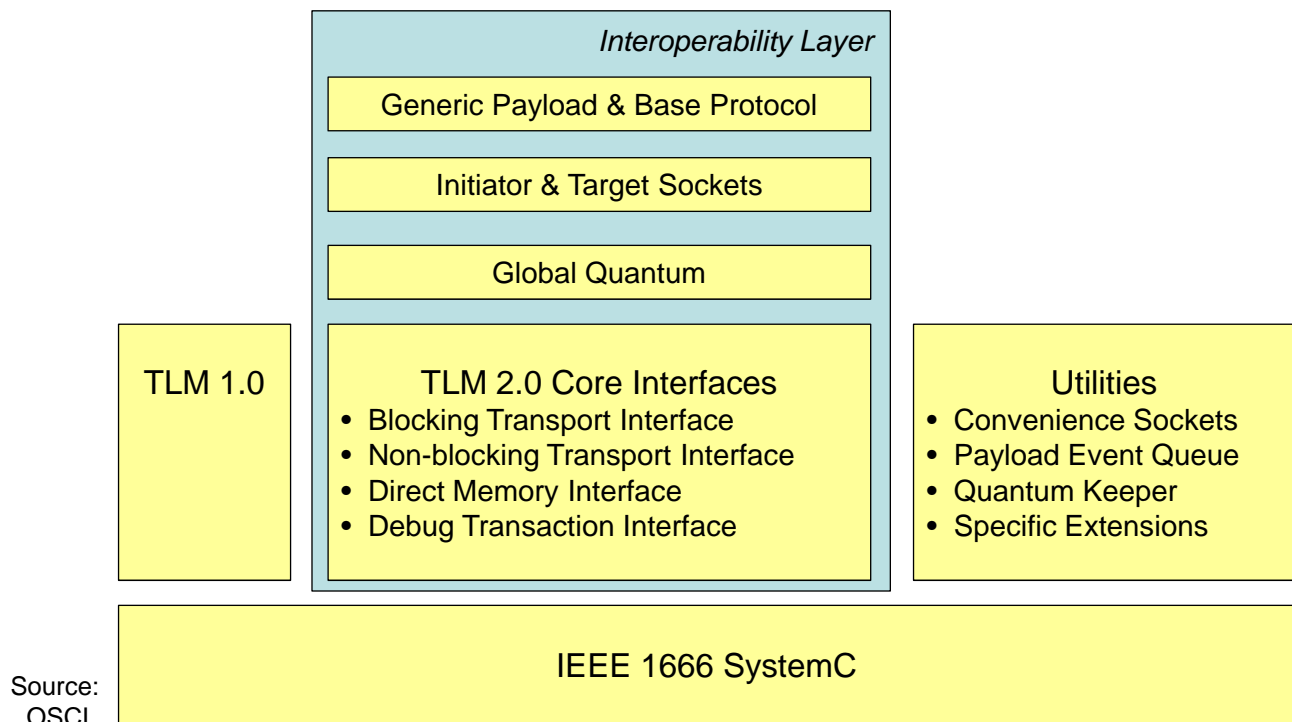 Interoperability Layer
Generic Payload & Base Protocol
Initiator & Target Sockets
Global Quantum
TLM 1.0
TLM 2.0 Core Interfaces
• Blocking Transport Interface
• Non-blocking Transport Interface
• Direct Memory Interface
• Debug Transaction Interface
Utilities
• Convenience Sockets
• Payload Event Queue
• Quantum Keeper
• Specific Extensions
IEEE 1666 SystemC
Source:
OSCI